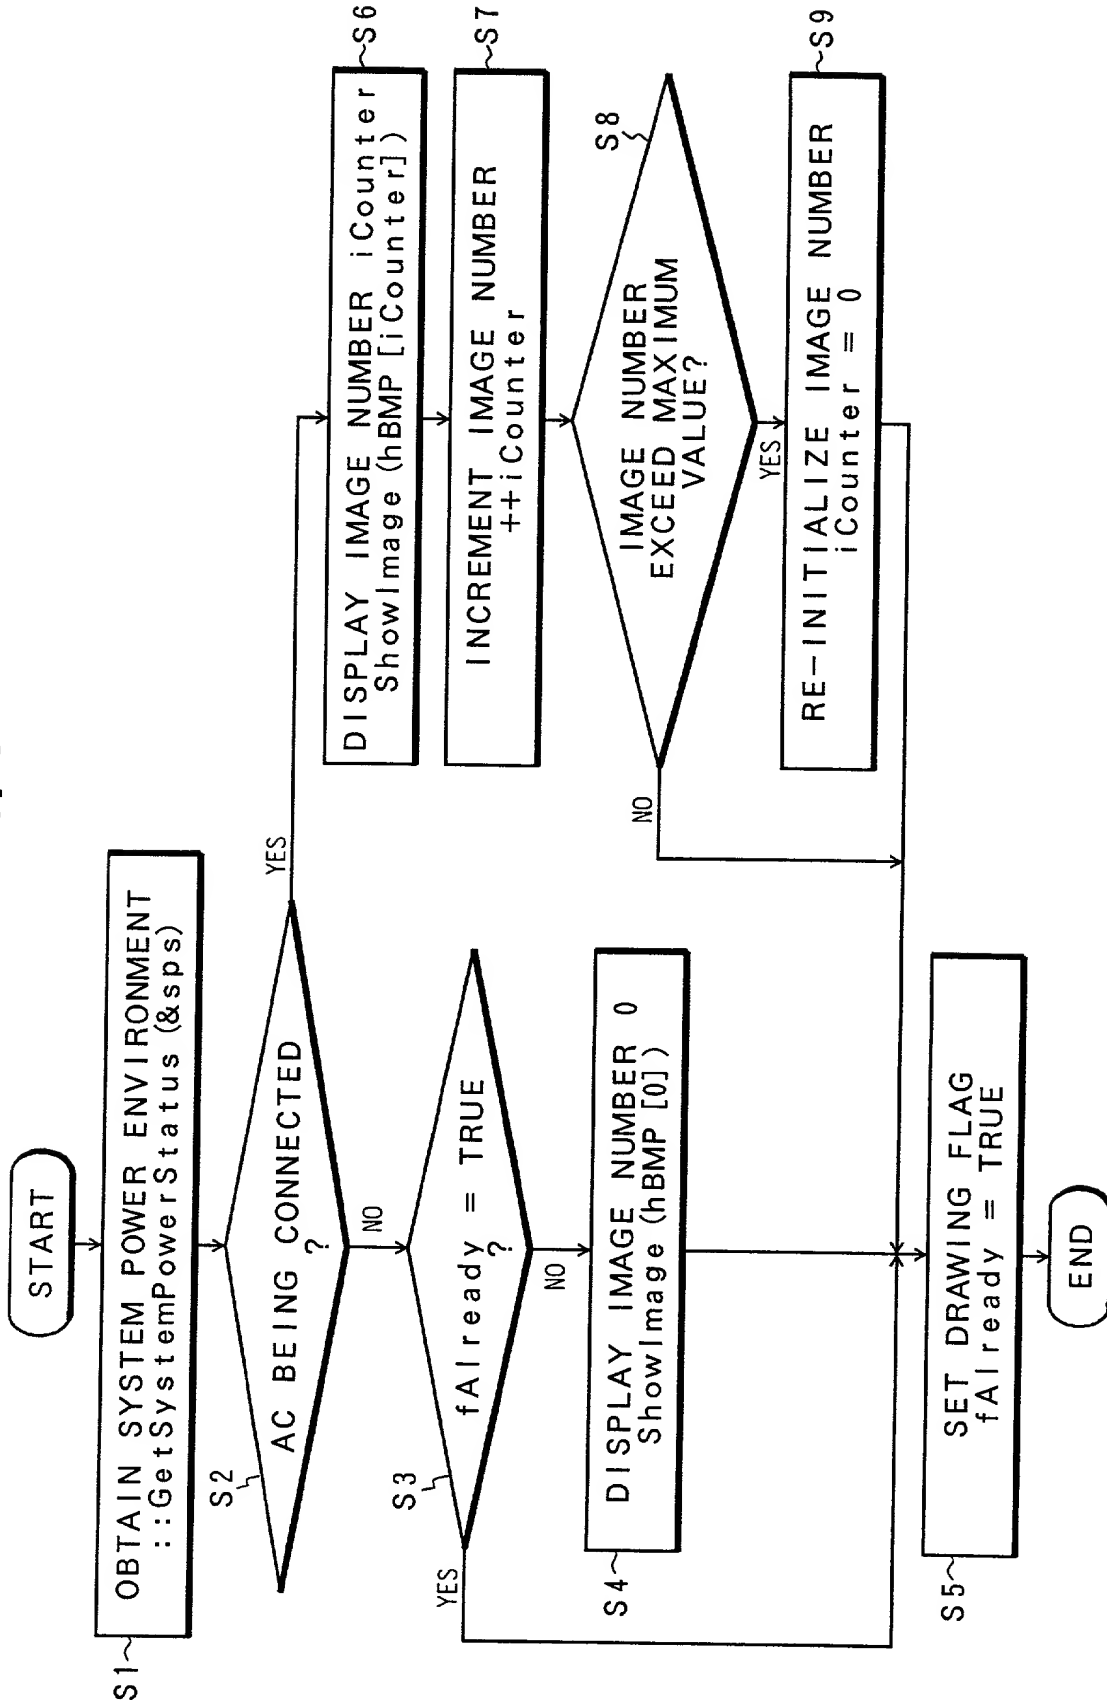 START
S1
OBTAIN SYSTEM POWER ENVIRONMENT
::GetSystemPowerStatus (&sps)
S2
AC BEING CONNECTED
?
YES
NO
S3
fAlready = TRUE
?
YES
NO
S4
DISPLAY IMAGE NUMBER 0
ShowImage (hBMP [0])
S5
SET DRAWING FLAG
fAlready = TRUE
END
S6
DISPLAY IMAGE NUMBER iCounter
ShowImage (hBMP [iCounter])
S7
INCREMENT IMAGE NUMBER
++iCounter
S8
IMAGE NUMBER
EXCEED MAXIMUM
VALUE?
NO
YES
S9
RE-INITIALIZE IMAGE NUMBER
iCounter = 0